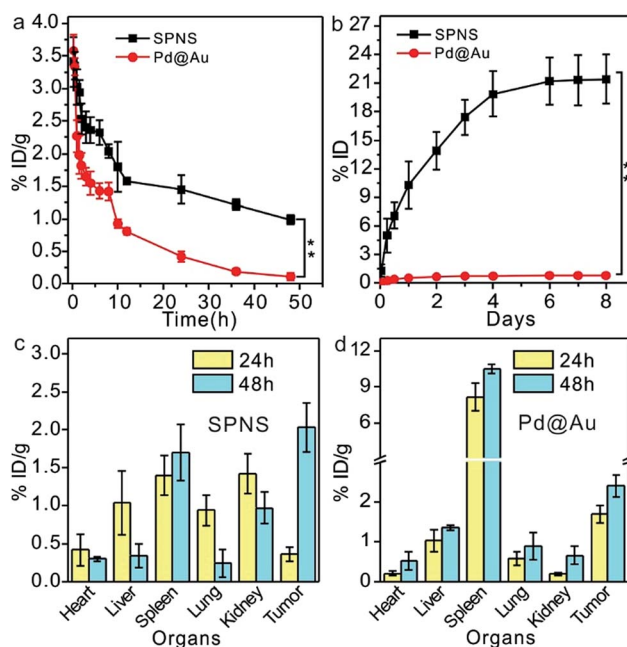 a
SPNS
Pd@Au
4.0
3.5
3.0
2.5
2.0
1.5
1.0
0.5
0.0
% ID/g
0 10 20 30 40 50
Time(h)
**
b
SPNS
Pd@Au
27
24
21
18
15
12
9
6
3
0
% ID
0 2 4 6 8
Days
**
c
24h
48h
SPNS
3.0
2.5
2.0
1.5
1.0
0.5
0.0
% ID/g
Heart Liver Spleen Lung Kidney Tumor
Organs
d
24h
48h
Pd@Au
12
9
6
2
1
0
% ID/g
Heart Liver Spleen Lung Kidney Tumor
Organs